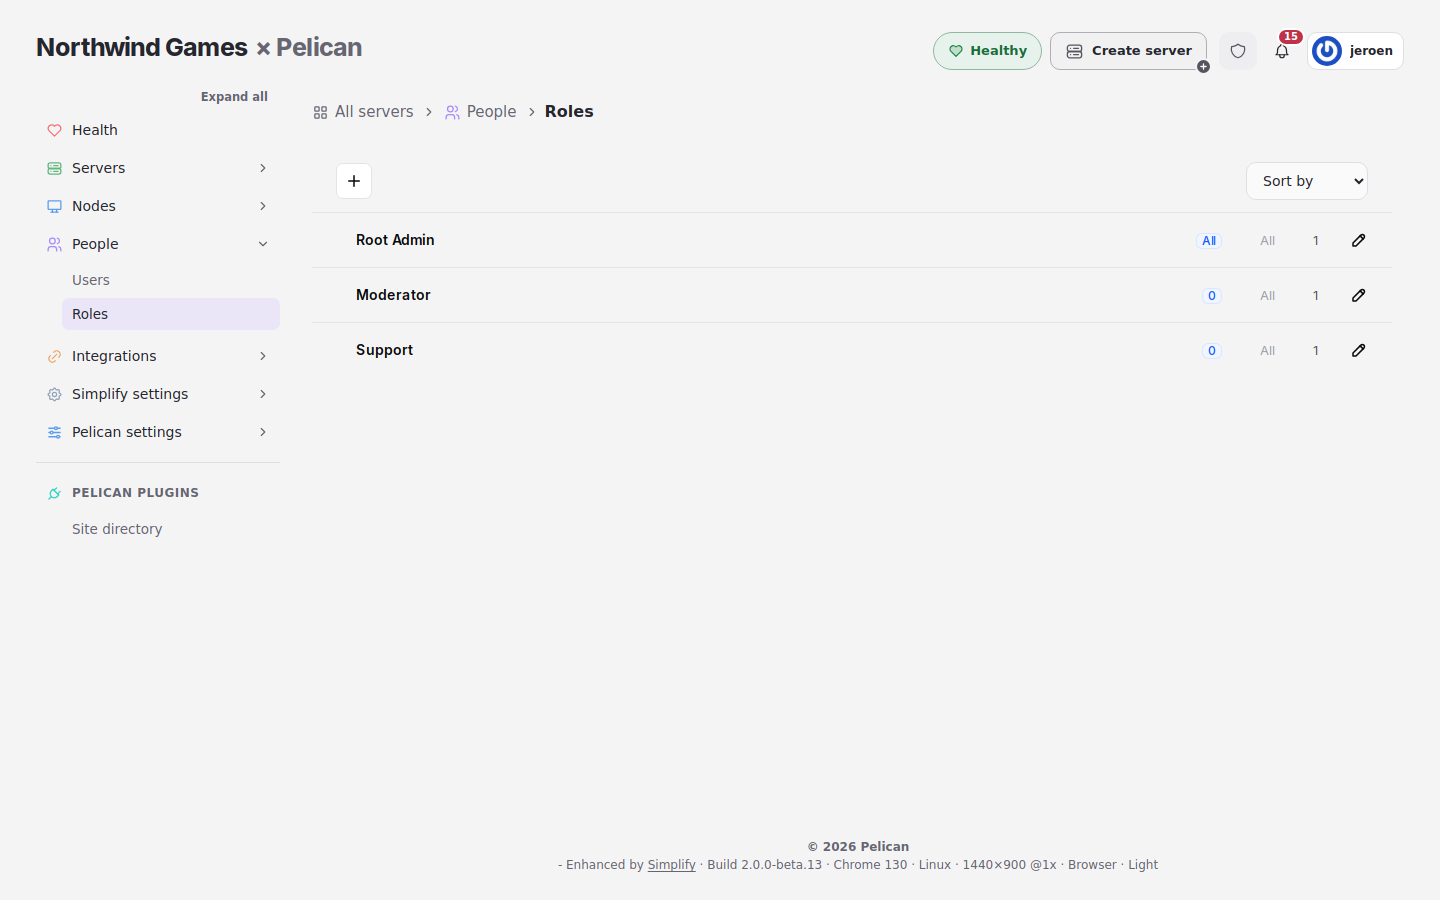 Northwind Games × Pelican
Healthy
Create server
15
jeroen
Expand all
Health
Servers
Nodes
People
Users
Roles
Integrations
Simplify settings
Pelican settings
PELICAN PLUGINS
Site directory
All servers > People > Roles
Sort by
Root Admin All All 1
Moderator 0 All 1
Support 0 All 1
© 2026 Pelican
- Enhanced by Simplify · Build 2.0.0-beta.13 · Chrome 130 · Linux · 1440×900 @1x · Browser · Light